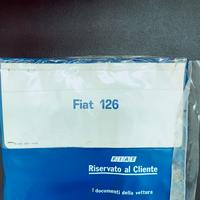 Fiat 126
FIAT
Riservato al Cliente
I documenti della vettura